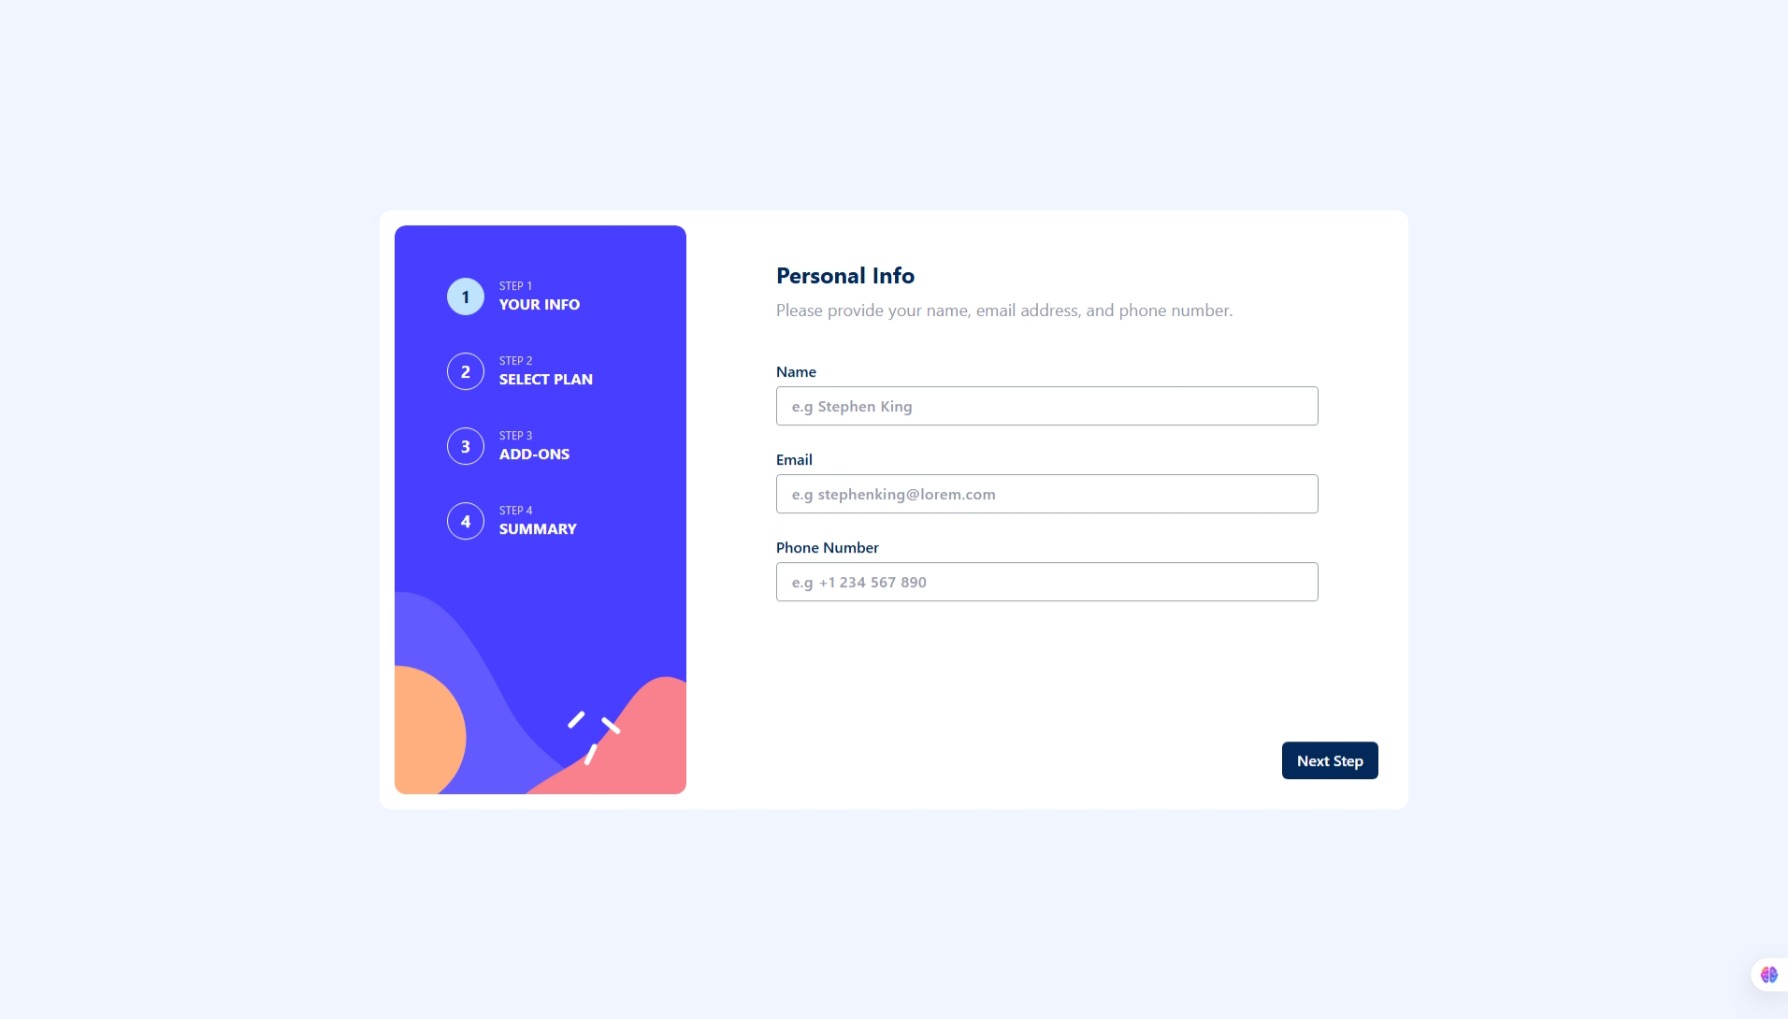 1
STEP 1
YOUR INFO
2
STEP 2
SELECT PLAN
3
STEP 3
ADD-ONS
4
STEP 4
SUMMARY
Personal Info
Please provide your name, email address, and phone number.
Name
e.g Stephen King
Email
e.g stephenking@lorem.com
Phone Number
e.g +1 234 567 890
Next Step